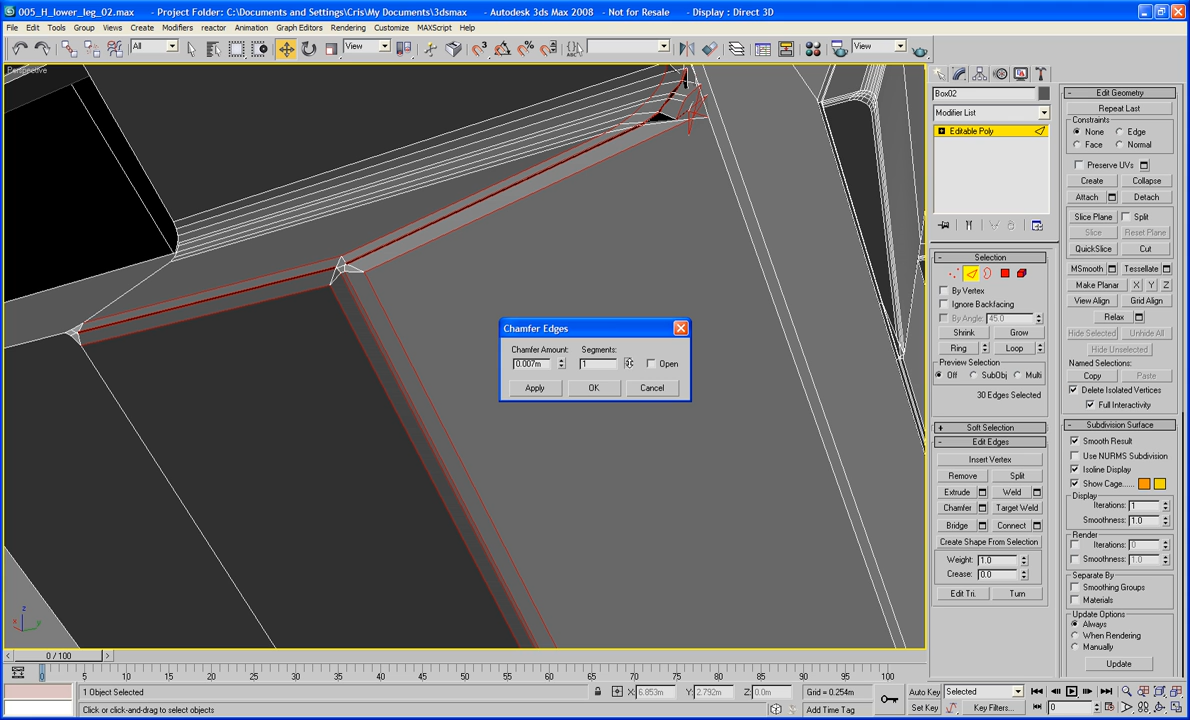 005_H_lower_leg_02.max - Project Folder: C:\Documents and Settings\Cris\My Documents\3dsmax - Autodesk 3ds Max 2008 - Not for Resale - Display : Direct 3D
File Edit Tools Group Views Create Modifiers reactor Animation Graph Editors Rendering Customize MAXScript Help
All View View
Perspective
Box02
Modifier List
Editable Poly
Selection
By Vertex
Ignore Backfacing
By Angle: 45.0
Shrink Grow
Ring Loop
Preview Selection
Off SubObj Multi
30 Edges Selected
Soft Selection
Edit Edges
Insert Vertex
Remove Split
Extrude Weld
Chamfer Target Weld
Bridge Connect
Create Shape From Selection
Weight: 1.0
Crease: 0.0
Edit Tri. Turn
Edit Geometry
Repeat Last
Constraints
None Edge
Face Normal
Preserve UVs
Create Collapse
Attach Detach
Slice Plane Split
Slice Reset Plane
QuickSlice Cut
MSmooth Tessellate
Make Planar X Y Z
View Align Grid Align
Relax
Hide Selected Unhide All
Hide Unselected
Named Selections:
Copy Paste
Delete Isolated Vertices
Full Interactivity
Subdivision Surface
Smooth Result
Use NURMS Subdivision
Isoline Display
Show Cage......
Display
Iterations: 1
Smoothness: 1.0
Render
Iterations: 0
Smoothness: 1.0
Separate By
Smoothing Groups
Materials
Update Options
Always
When Rendering
Manually
Update
Chamfer Edges
Chamfer Amount: Segments:
0.007m 1 Open
Apply OK Cancel
z
x y
0 / 100
0 5 10 15 20 25 30 35 40 45 50 55 60 65 70 75 80 85 90 95 100
1 Object Selected X: 6.853m Y: 2.792m Z: 0.0m Grid = 0.254m Auto Key Selected
Click or click-and-drag to select objects Add Time Tag Set Key Key Filters... 0